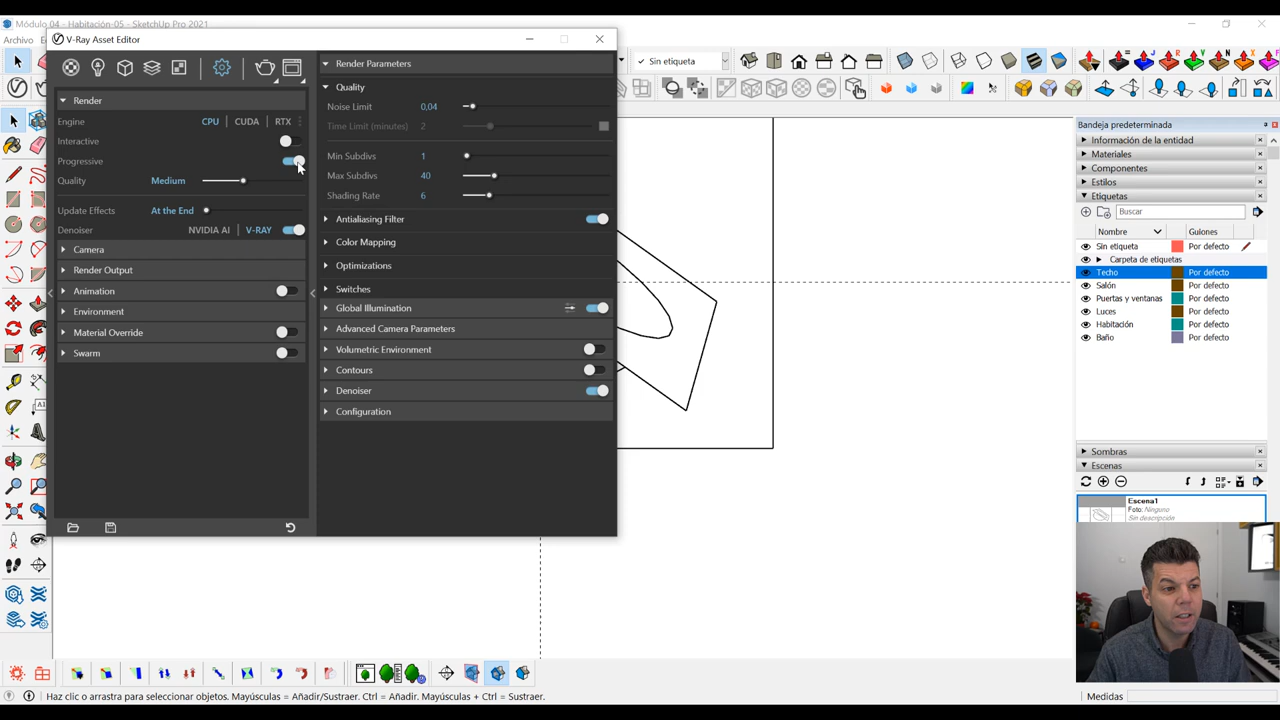 Módulo 04 - Habitación-05 - SketchUp Pro 2021
Archivo
V-Ray Asset Editor
Sin etiqueta
Render
Engine
CPU
CUDA
RTX
Interactive
Progressive
Quality
Medium
Update Effects
At the End
Denoiser
NVIDIA AI
V-RAY
Camera
Render Output
Animation
Environment
Material Override
Swarm
Render Parameters
Quality
Noise Limit
0,04
Time Limit (minutes)
2
Min Subdivs
1
Max Subdivs
40
Shading Rate
6
Antialiasing Filter
Color Mapping
Optimizations
Switches
Global Illumination
Advanced Camera Parameters
Volumetric Environment
Contours
Denoiser
Configuration
Bandeja predeterminada
Información de la entidad
Materiales
Componentes
Estilos
Etiquetas
Buscar
Nombre
Guiones
Sin etiqueta
Por defecto
Carpeta de etiquetas
Techo
Por defecto
Salón
Por defecto
Puertas y ventanas
Por defecto
Luces
Por defecto
Habitación
Por defecto
Baño
Por defecto
Sombras
Escenas
Escena1
Foto: Ninguno
Sin descripción
Haz clic o arrastra para seleccionar objetos. Mayúsculas = Añadir/Sustraer. Ctrl = Añadir. Mayúsculas + Ctrl = Sustraer.
Medidas